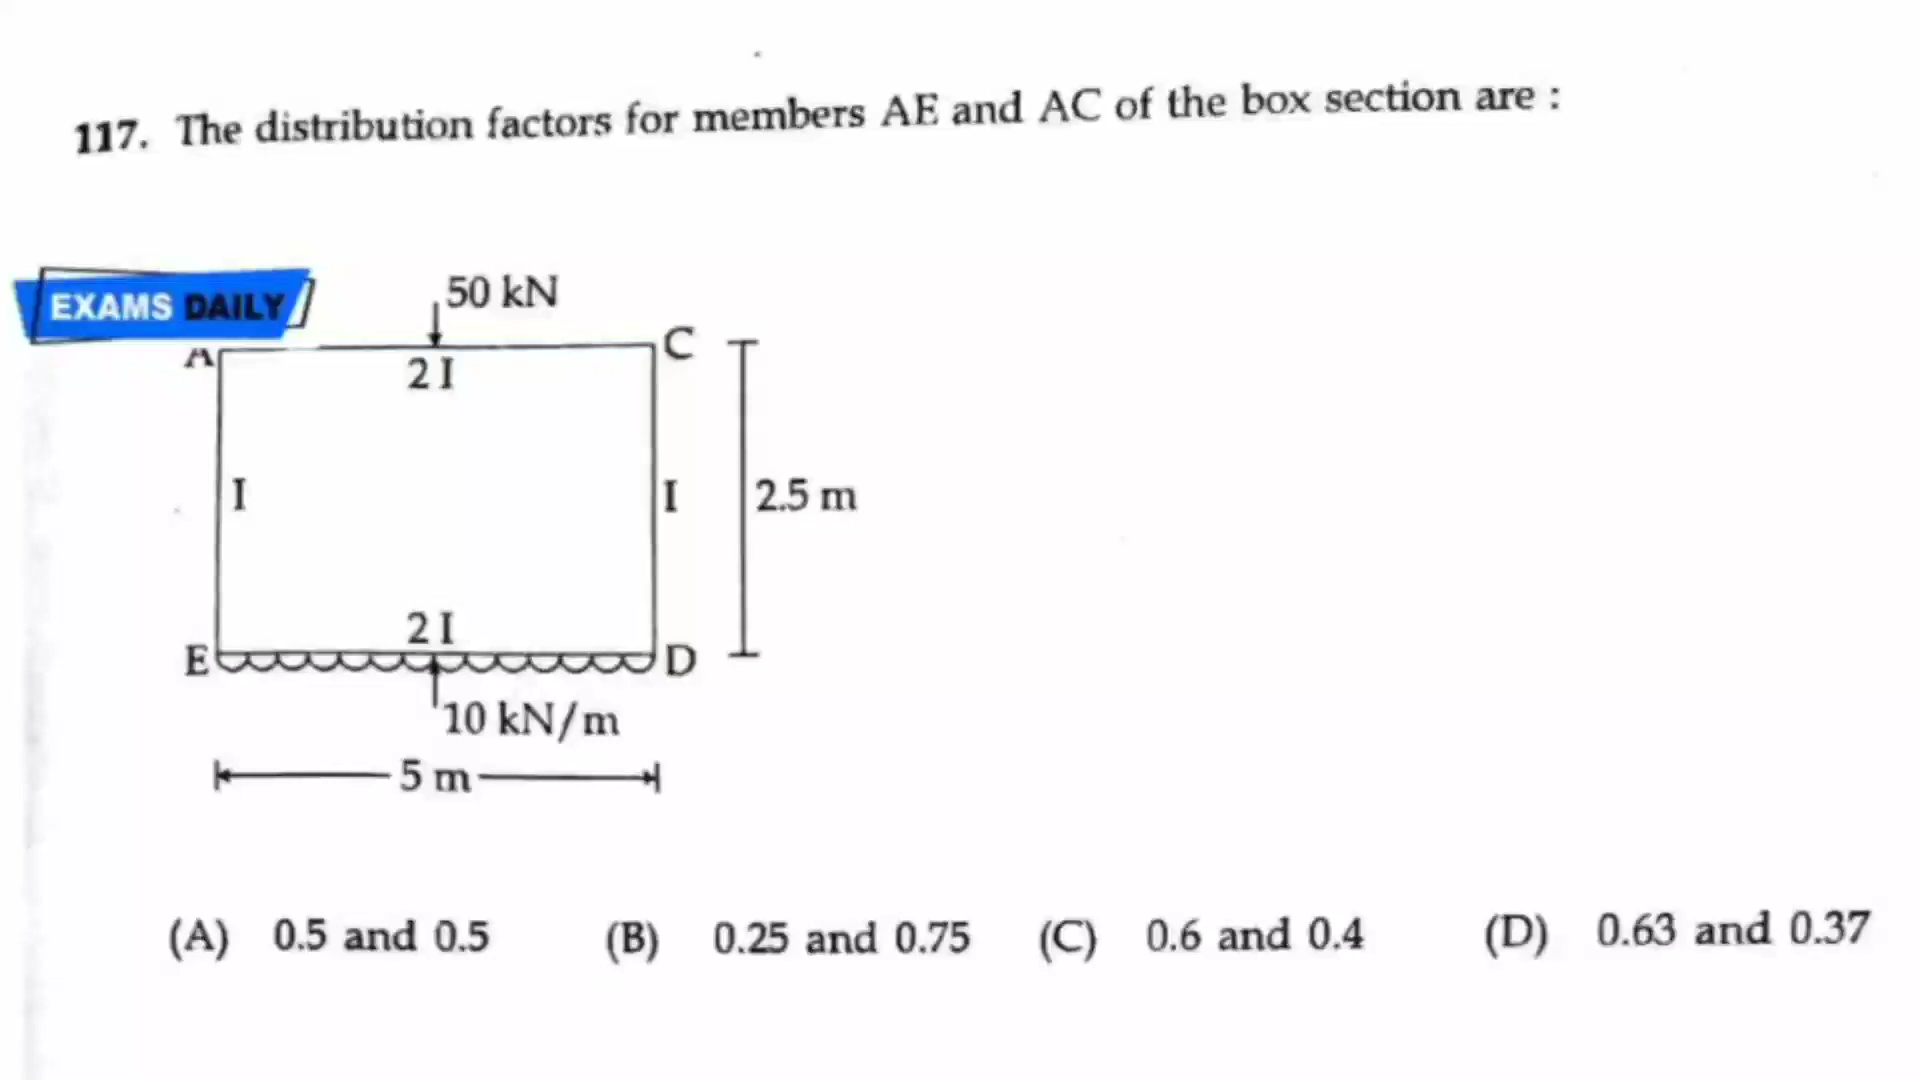 117. The distribution factors for members AE and AC of the box section are :
EXAMS DAILY
50 kN
A
C
2 I
I
I
2.5 m
2 I
E
D
10 kN/m
5 m
(A) 0.5 and 0.5 (B) 0.25 and 0.75 (C) 0.6 and 0.4 (D) 0.63 and 0.37